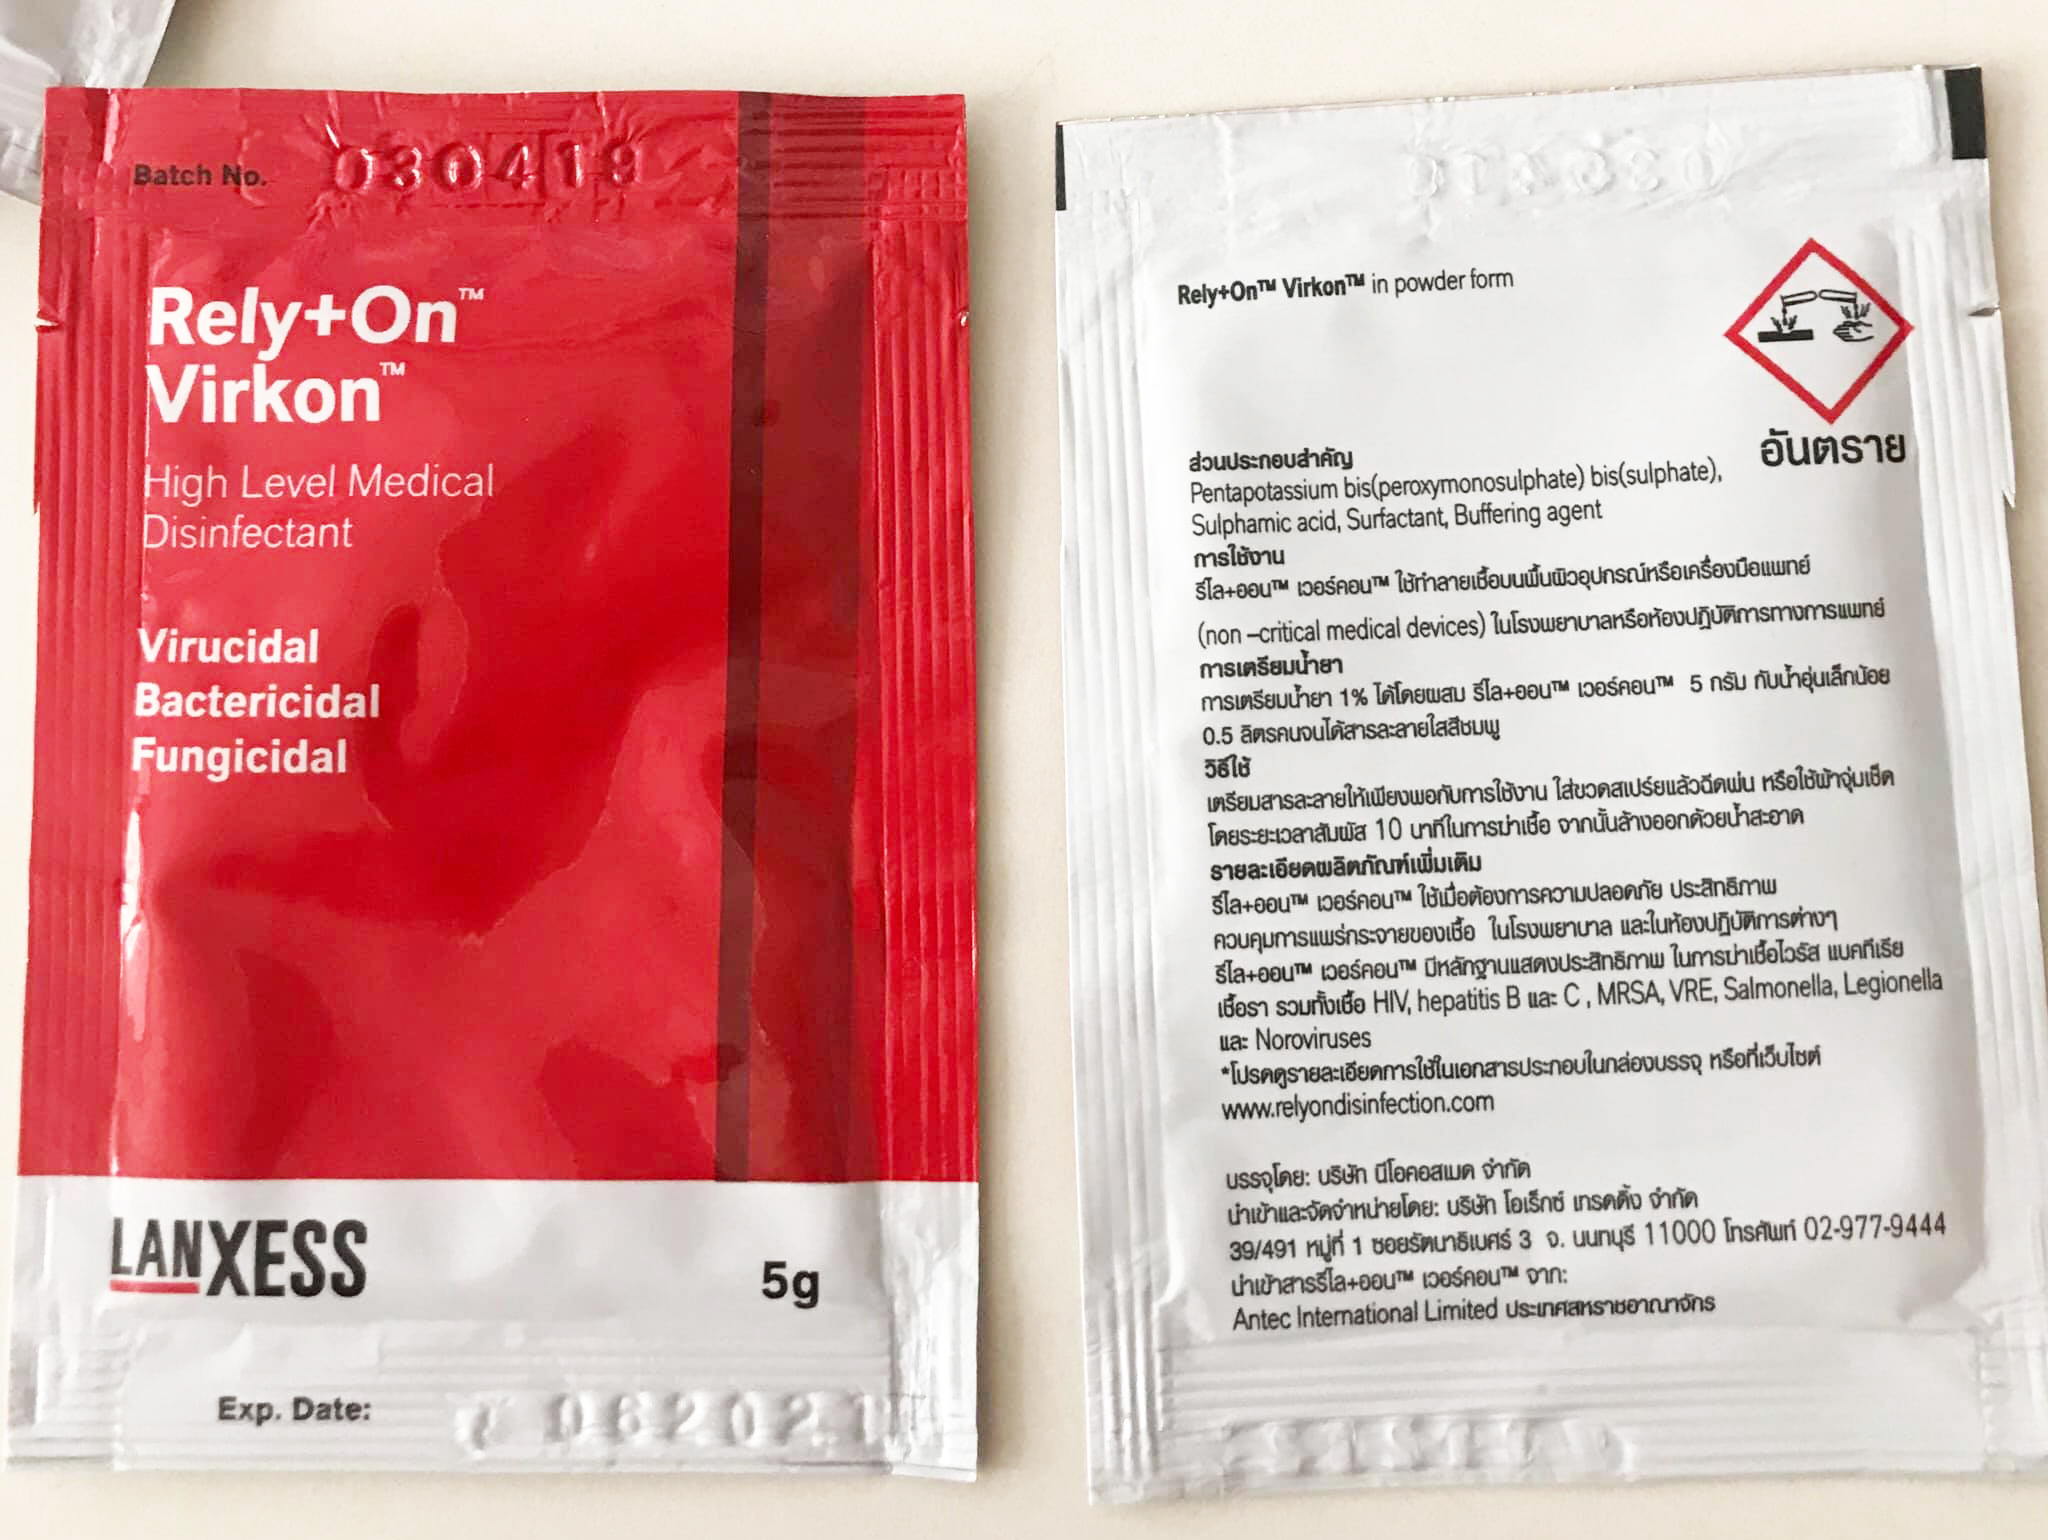 Batch No. 030418
Rely+On™
Virkon™
High Level Medical
Disinfectant
Virucidal
Bactericidal
Fungicidal
LANXESS
5g
Exp. Date: 062021
Rely+On™ Virkon™ in powder form
อันตราย
ส่วนประกอบสำคัญ
Pentapotassium bis(peroxymonosulphate) bis(sulphate),
Sulphamic acid, Surfactant, Buffering agent
การใช้งาน
รีไล+ออน™ เวอร์คอน™ ใช้ทำลายเชื้อบนพื้นผิวอุปกรณ์หรือเครื่องมือแพทย์
(non –critical medical devices) ในโรงพยาบาลหรือห้องปฏิบัติการทางการแพทย์
การเตรียมน้ำยา
การเตรียมน้ำยา 1% ได้โดยผสม รีไล+ออน™ เวอร์คอน™ 5 กรัม กับน้ำอุ่นเล็กน้อย
0.5 ลิตรคนจนได้สารละลายใสสีชมพู
วิธีใช้
เตรียมสารละลายให้เพียงพอกับการใช้งาน ใส่ขวดสเปร์ยแล้วฉีดพ่น หรือใช้ผ้าจุ่มเช็ด
โดยระยะเวลาสัมผัส 10 นาทีในการฆ่าเชื้อ จากนั้นล้างออกด้วยน้ำสะอาด
รายละเอียดผลิตภัณฑ์เพิ่มเติม
รีไล+ออน™ เวอร์คอน™ ใช้เมื่อต้องการความปลอดภัย ประสิทธิภาพ
ควบคุมการแพร่กระจายของเชื้อ ในโรงพยาบาล และในห้องปฏิบัติการต่างๆ
รีไล+ออน™ เวอร์คอน™ มีหลักฐานแสดงประสิทธิภาพ ในการฆ่าเชื้อไวรัส แบคทีเรีย
เชื้อรา รวมทั้งเชื้อ HIV, hepatitis B และ C , MRSA, VRE, Salmonella, Legionella
และ Noroviruses
*โปรดดูรายละเอียดการใช้ในเอกสารประกอบในกล่องบรรจุ หรือที่เว็บไซต์
www.relyondisinfection.com
บรรจุโดย: บริษัท นีโอคอสเมด จำกัด
นำเข้าและจัดจำหน่ายโดย: บริษัท โอเร็กซ์ เทรดดิ้ง จำกัด
39/491 หมู่ที่ 1 ซอยรัตนาธิเบศร์ 3 จ. นนทบุรี 11000 โทรศัพท์ 02-977-9444
นำเข้าสารรีไล+ออน™ เวอร์คอน™ จาก:
Antec International Limited ประเทศสหราชอาณาจักร